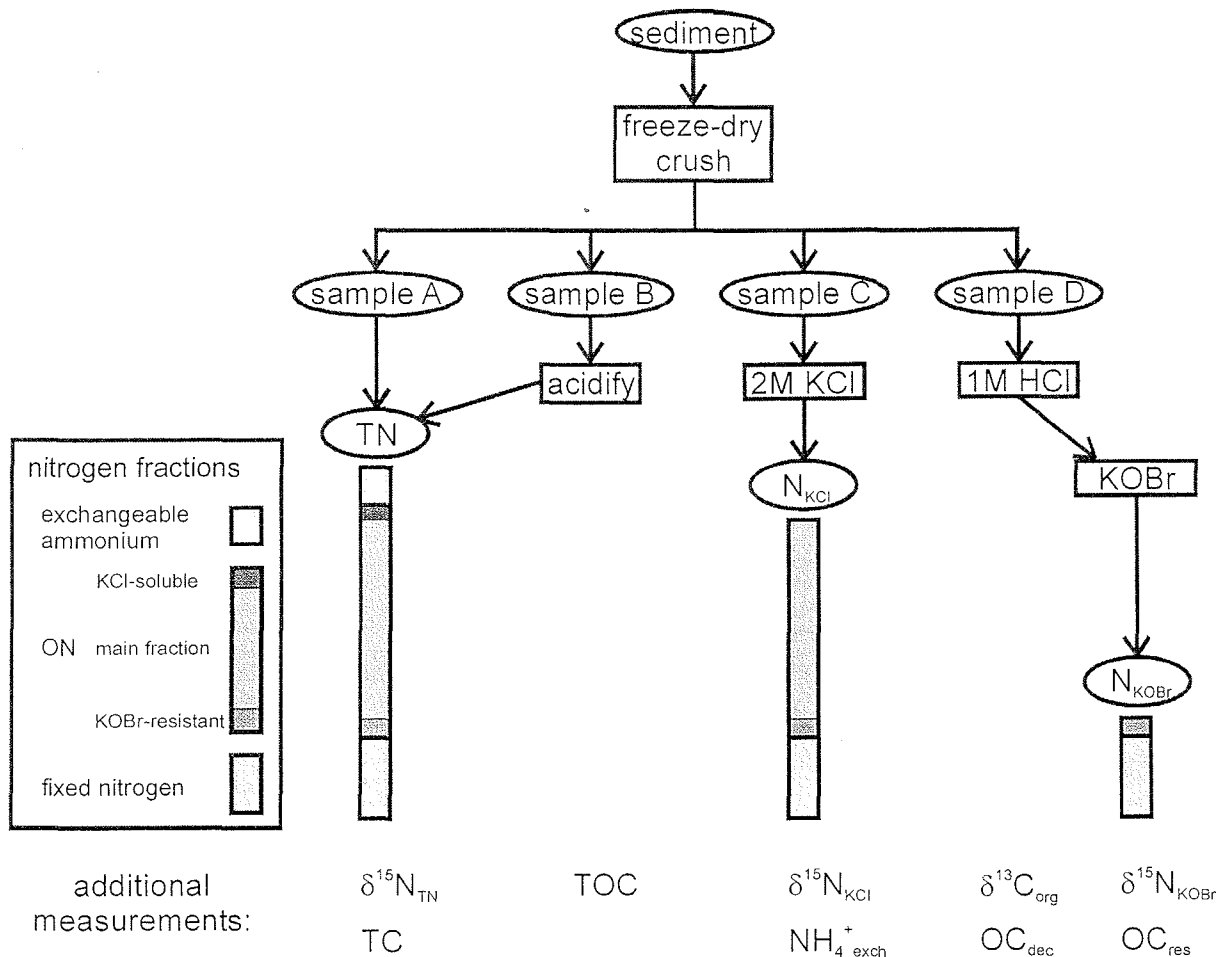 sediment
freeze-dry
crush
sample A
sample B
sample C
sample D
acidify
2M KCl
1M HCl
TN
N_KCl
KOBr
N_KOBr
nitrogen fractions
exchangeable
ammonium
KCl-soluble
ON main fraction
KOBr-resistant
fixed nitrogen
additional
measurements:
δ¹⁵N_TN TOC δ¹⁵N_KCl δ¹³C_org δ¹⁵N_KOBr
TC NH₄⁺_exch OC_dec OC_res